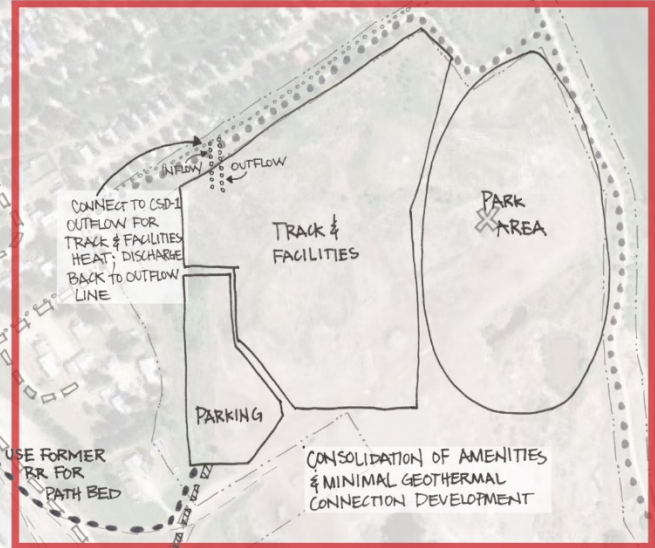 INFLOW
OUTFLOW
CONNECT TO CSD-1
OUTFLOW FOR
TRACK & FACILITIES
HEAT; DISCHARGE
BACK TO OUTFLOW
LINE
TRACK &
FACILITIES
PARK
AREA
PARKING
USE FORMER
RR FOR
PATH BED
CONSOLIDATION OF AMENITIES
& MINIMAL GEOTHERMAL
CONNECTION DEVELOPMENT